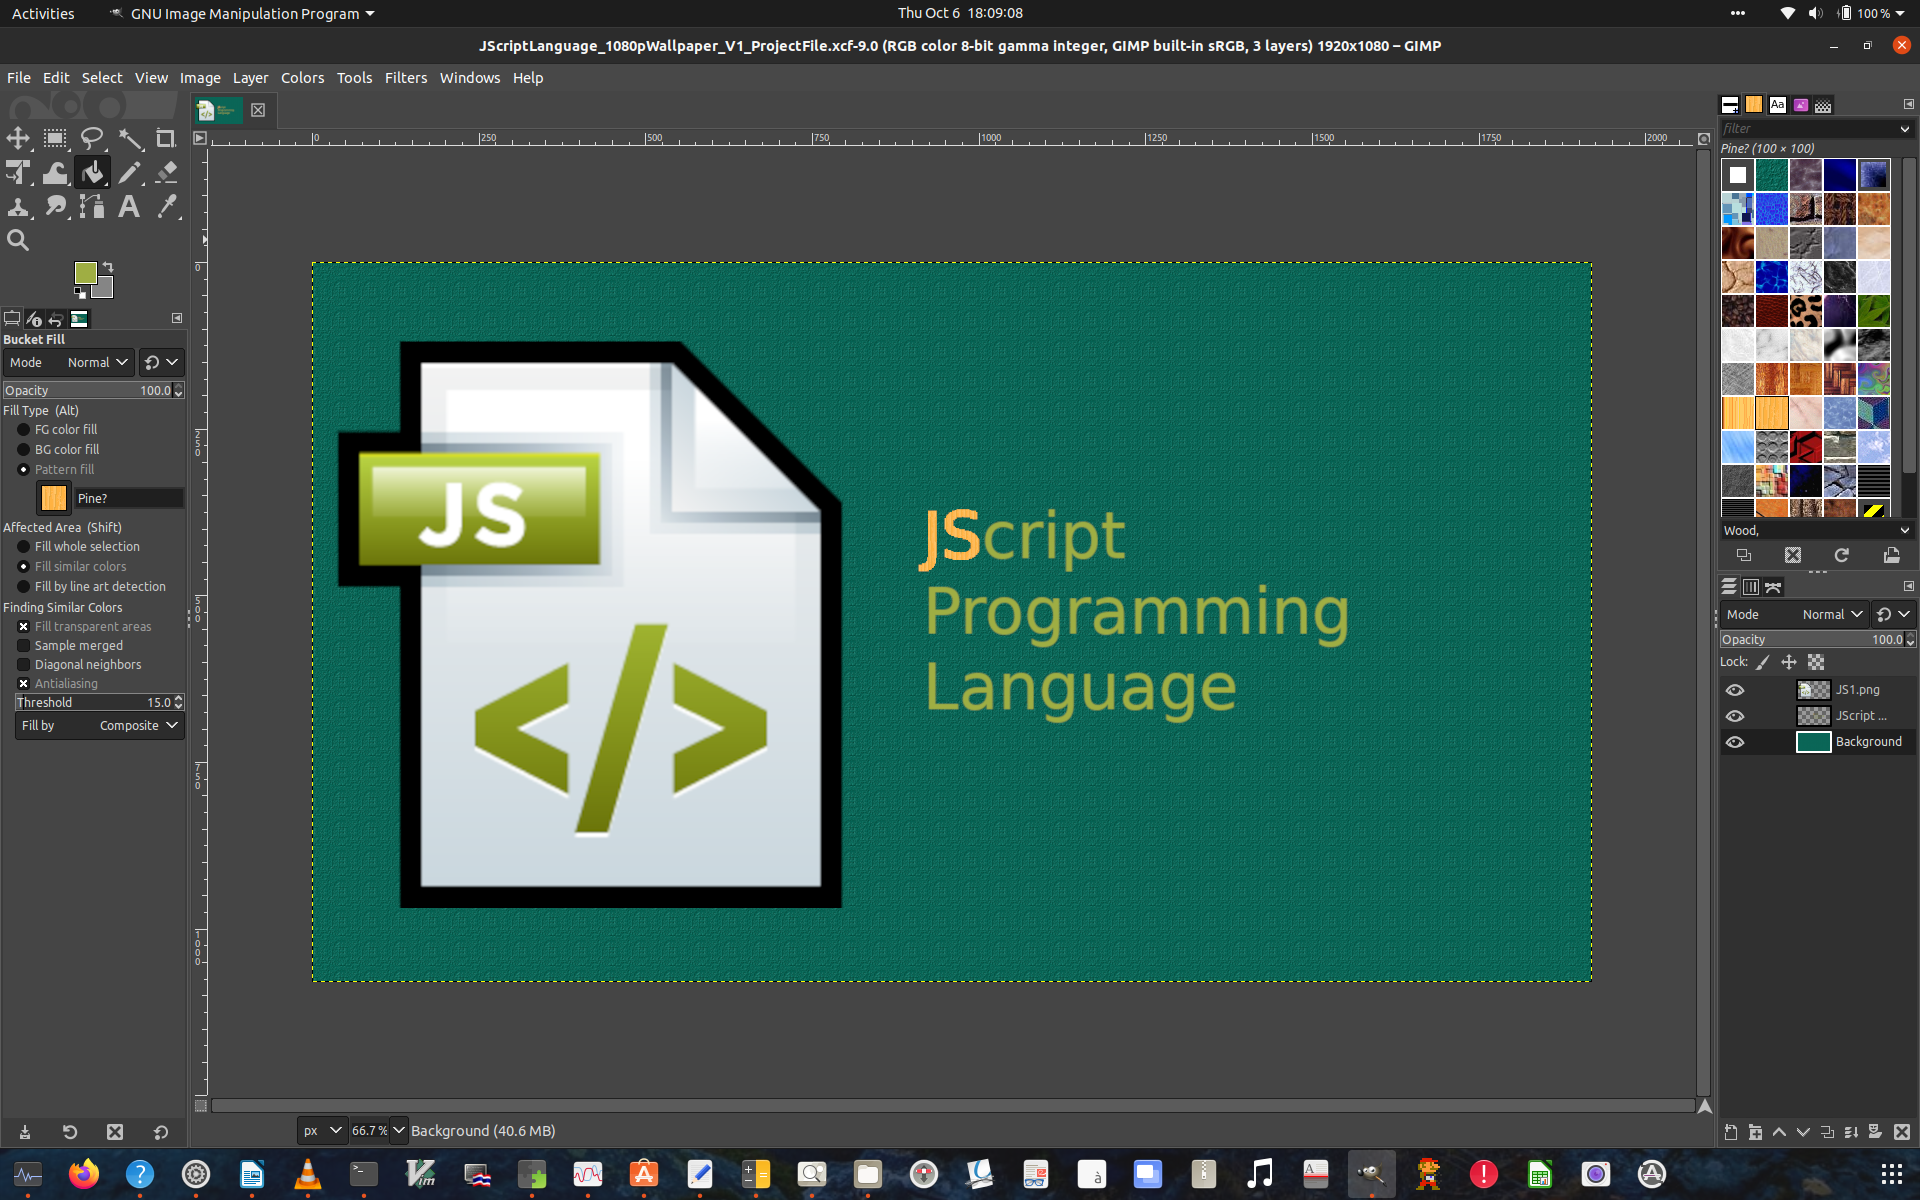 Activities
GNU Image Manipulation Program
Thu Oct 6 18:09:08
100 %
JScriptLanguage_1080pWallpaper_V1_ProjectFile.xcf-9.0 (RGB color 8-bit gamma integer, GIMP built-in sRGB, 3 layers) 1920x1080 – GIMP
File Edit Select View Image Layer Colors Tools Filters Windows Help
0 250 500 750 1000 1250 1500 1750 2000
0
250
500
750
1000
Bucket Fill
Mode Normal
Opacity 100.0
Fill Type (Alt)
FG color fill
BG color fill
Pattern fill
Pine?
Affected Area (Shift)
Fill whole selection
Fill similar colors
Fill by line art detection
Finding Similar Colors
Fill transparent areas
Sample merged
Diagonal neighbors
Antialiasing
Threshold 15.0
Fill by Composite
JS
</>
JScript
Programming
Language
px 66.7 % Background (40.6 MB)
Aa
filter
Pine? (100 × 100)
Wood,
Mode Normal
Opacity 100.0
Lock:
JS1.png
JScript ...
Background